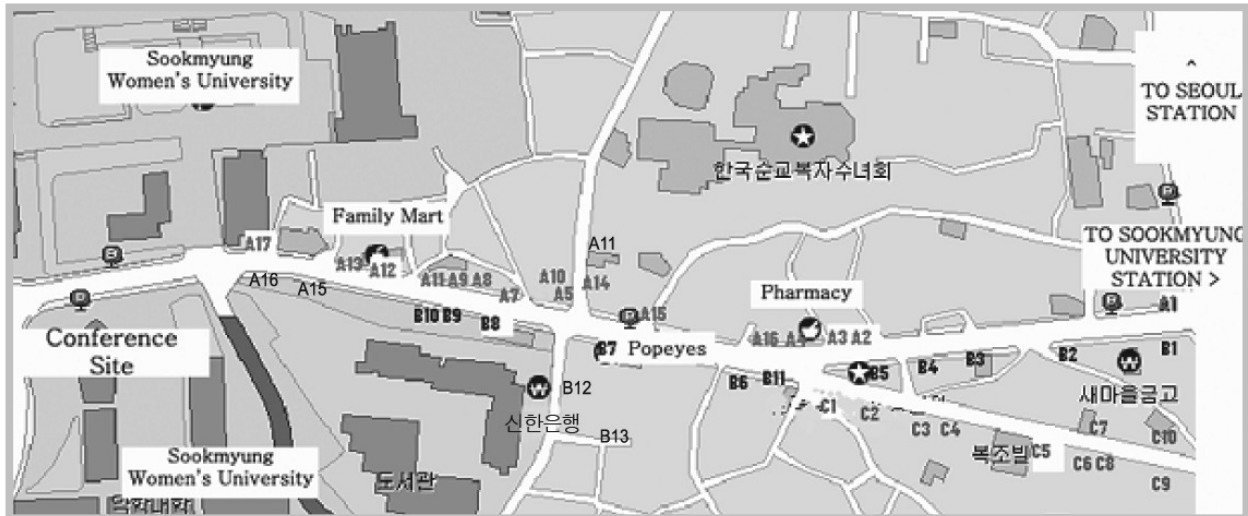 Sookmyung
Women's University
^
TO SEOUL
STATION
한국순교복자수녀회
Family Mart
A17
A13
A12
A11
A10
A11 A9 A8
A7
A5
A14
A16
A15
TO SOOKMYUNG
UNIVERSITY
STATION >
Pharmacy
A15
A1
B10 B9
B8
A16 A4
A3 A2
B7
Popeyes
B5
B4
B3
B2
B1
Conference
Site
B12
B6
B11
새마을금고
신한은행
C1
C2
C3 C4
C7
C10
B13
Sookmyung
Women's University
도서관
복조빌
C5
C6 C8
C9